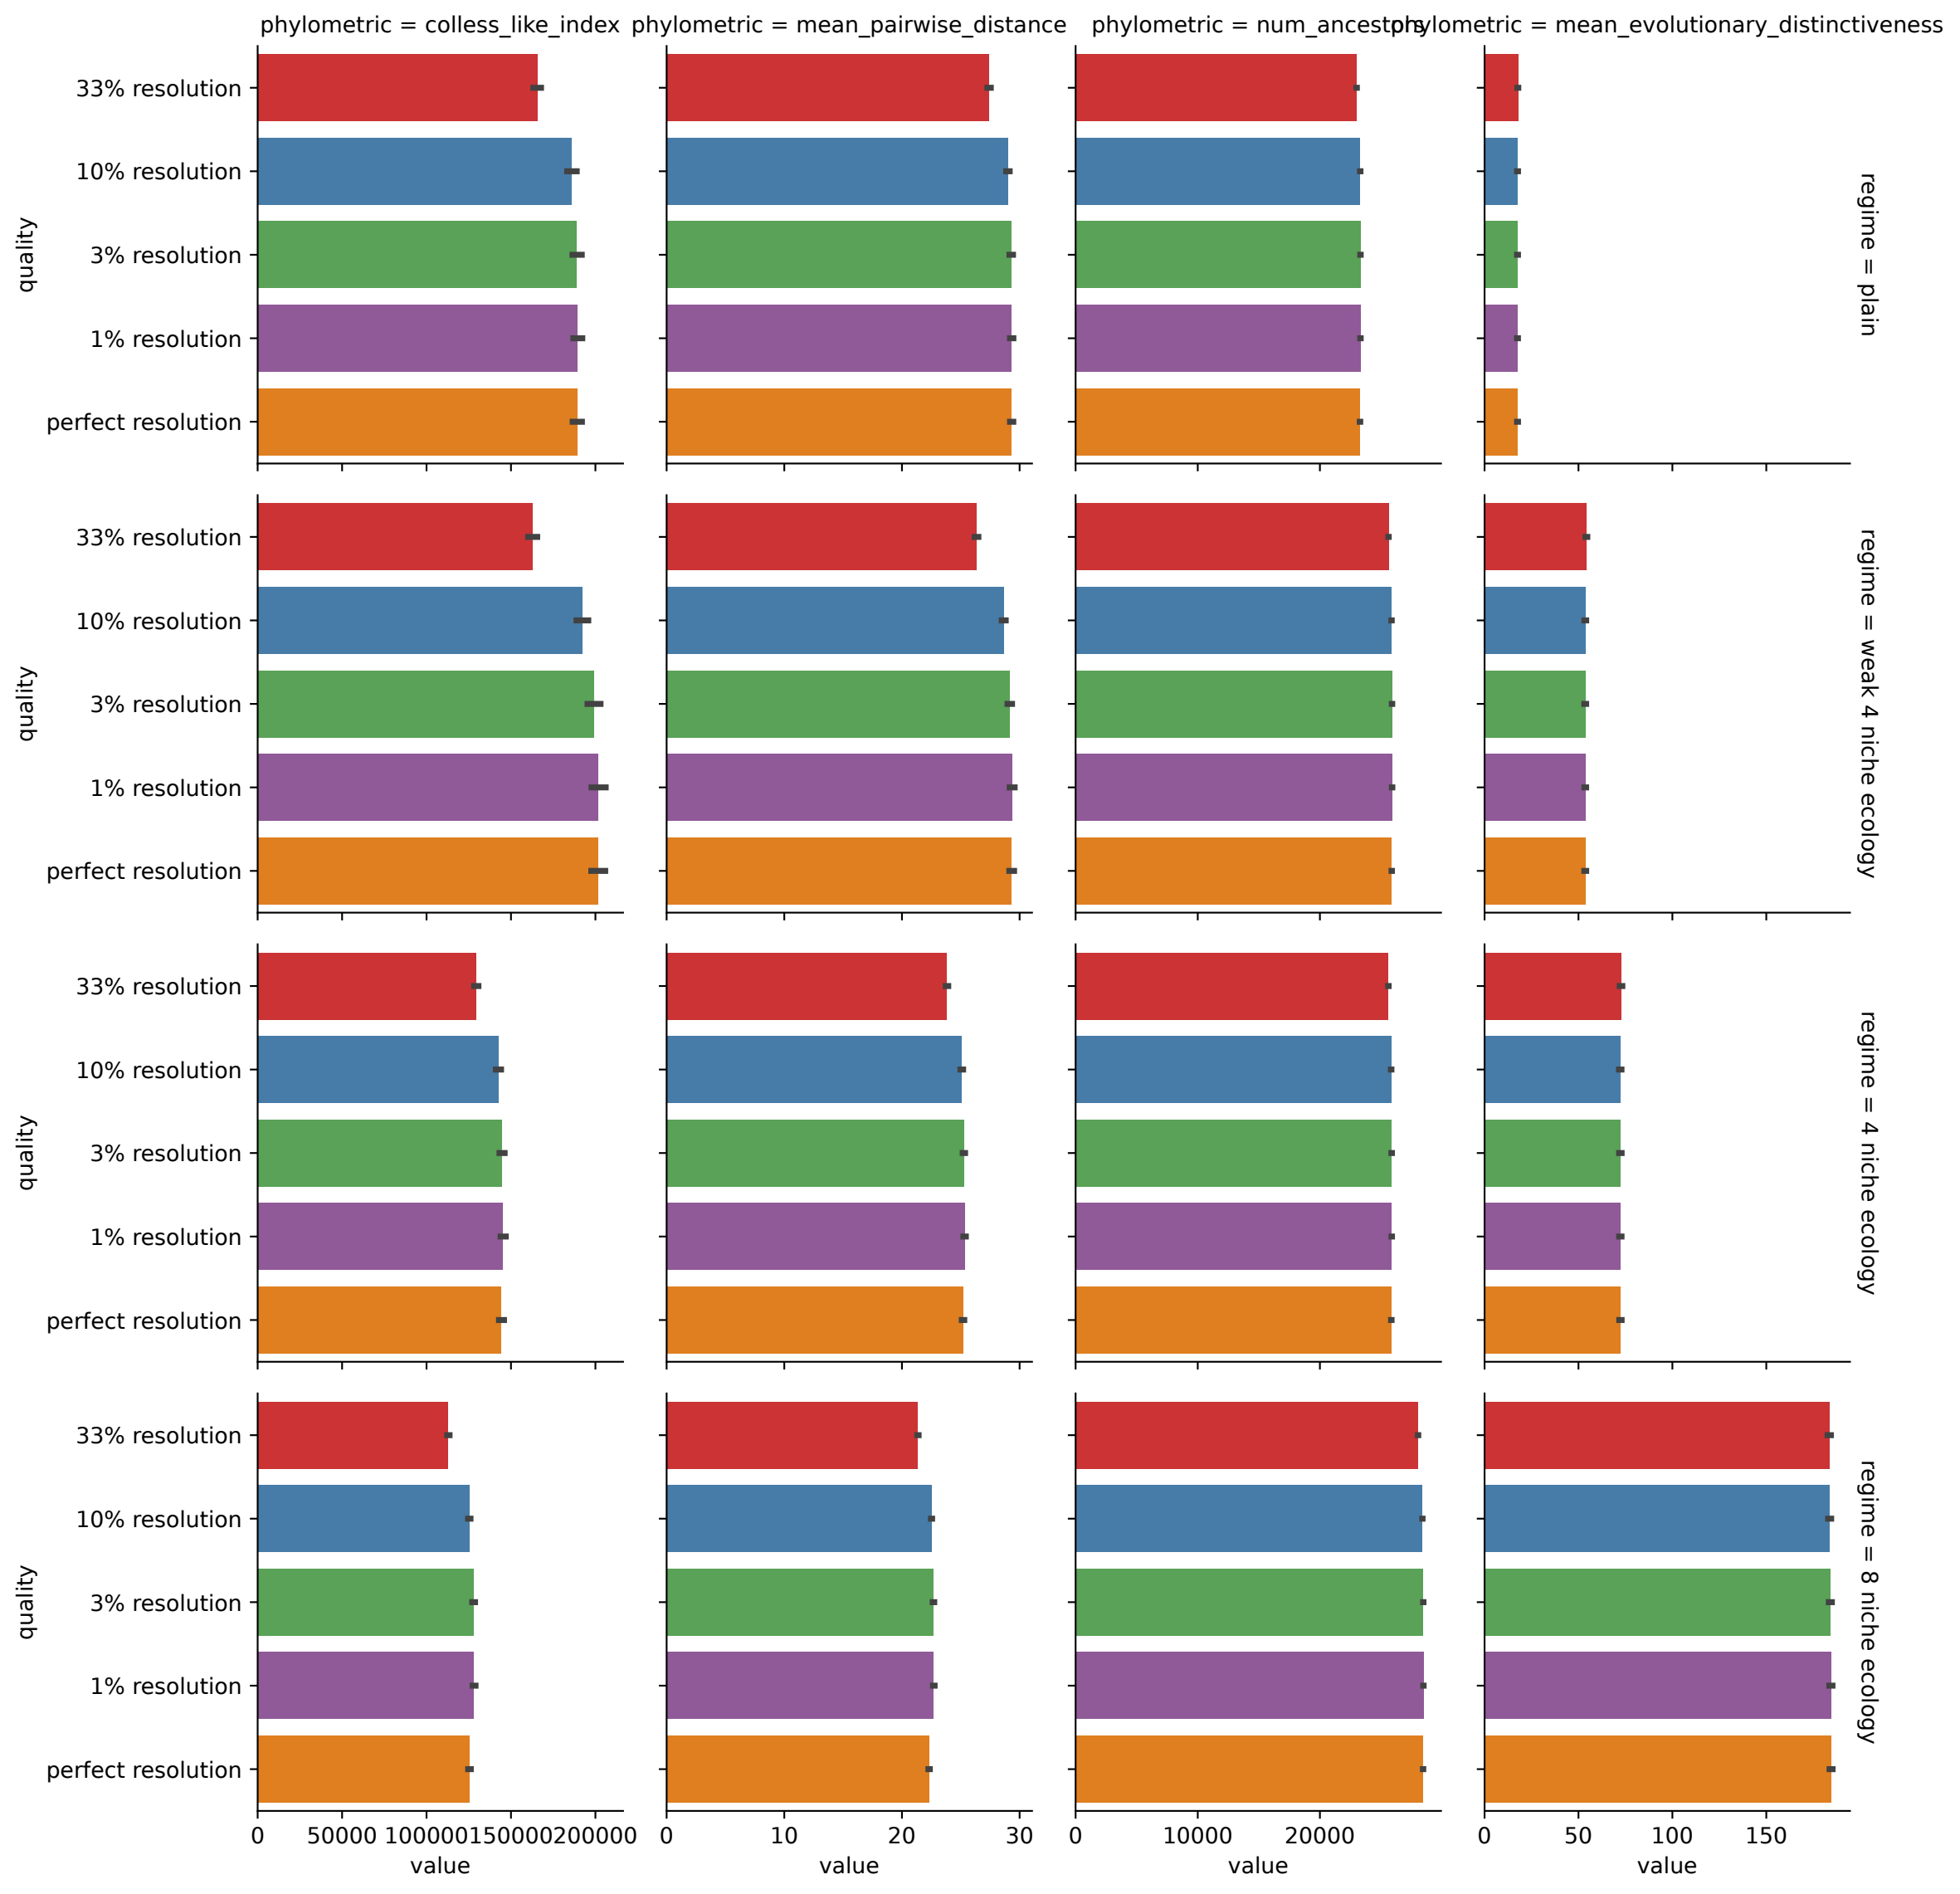 phylometric = colless_like_index
phylometric = mean_pairwise_distance
phylometric = num_ancestors
phylometric = mean_evolutionary_distinctiveness
quality
33% resolution
10% resolution
3% resolution
1% resolution
perfect resolution
regime = plain
quality
33% resolution
10% resolution
3% resolution
1% resolution
perfect resolution
regime = weak 4 niche ecology
quality
33% resolution
10% resolution
3% resolution
1% resolution
perfect resolution
regime = 4 niche ecology
quality
33% resolution
10% resolution
3% resolution
1% resolution
perfect resolution
regime = 8 niche ecology
0 50000 100000 150000 200000
0 10 20 30
0 10000 20000
0 50 100 150
value
value
value
value